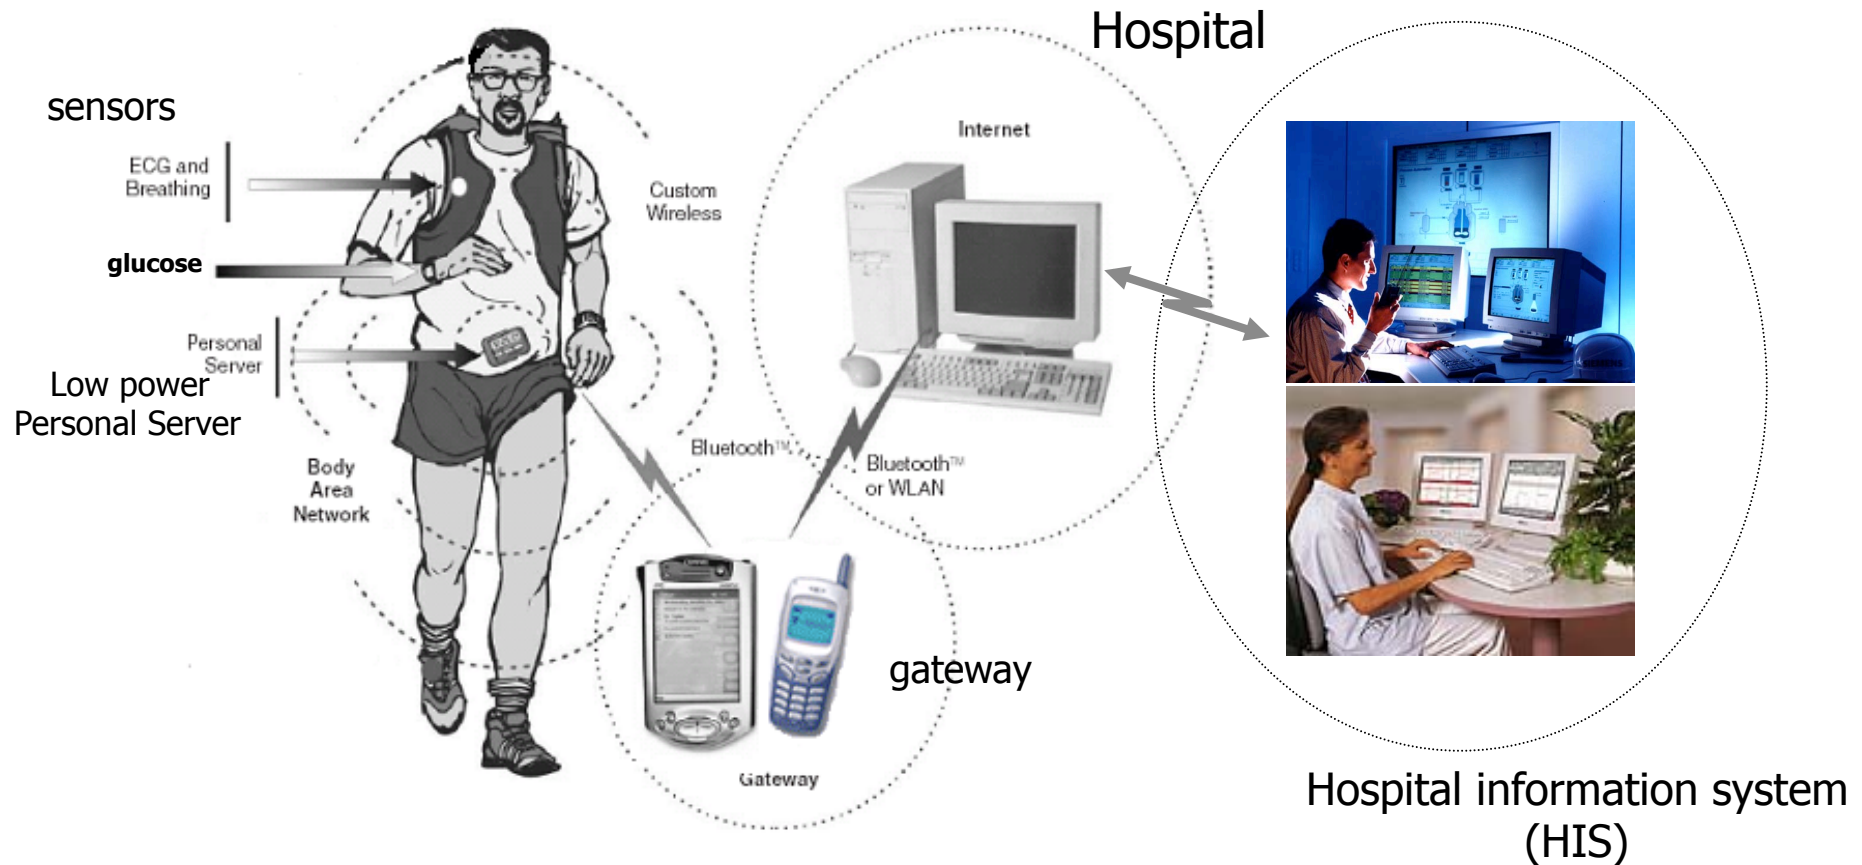 Hospital
sensors
ECG and
Breathing
glucose
Personal
Server
Low power
Personal Server
Body
Area
Network
Custom
Wireless
Internet
Bluetooth™
Bluetooth™
or WLAN
gateway
Gateway
Hospital information system
(HIS)